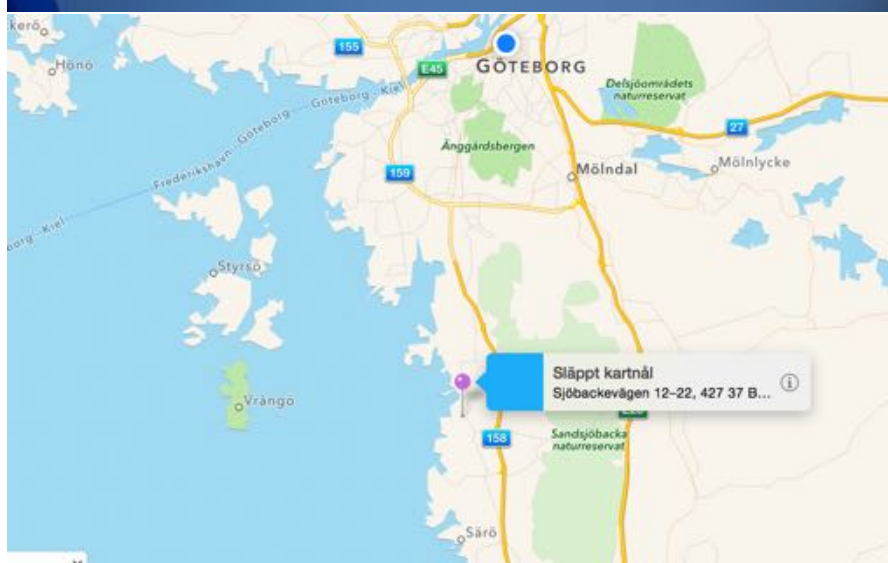 155
Hönö
E45
GÖTEBORG
Göteborg - Kiel
Delsjöområdets
naturreservat
Frederikshavn - Göteborg
27
Änggårdsbergen
Mölnlycke
Mölndal
159
Kiel
Styrsö
Släppt kartnål
Sjöbackevägen 12–22, 427 37 B...
Vrångö
158
Sandsjöbacka
naturreservat
Särö